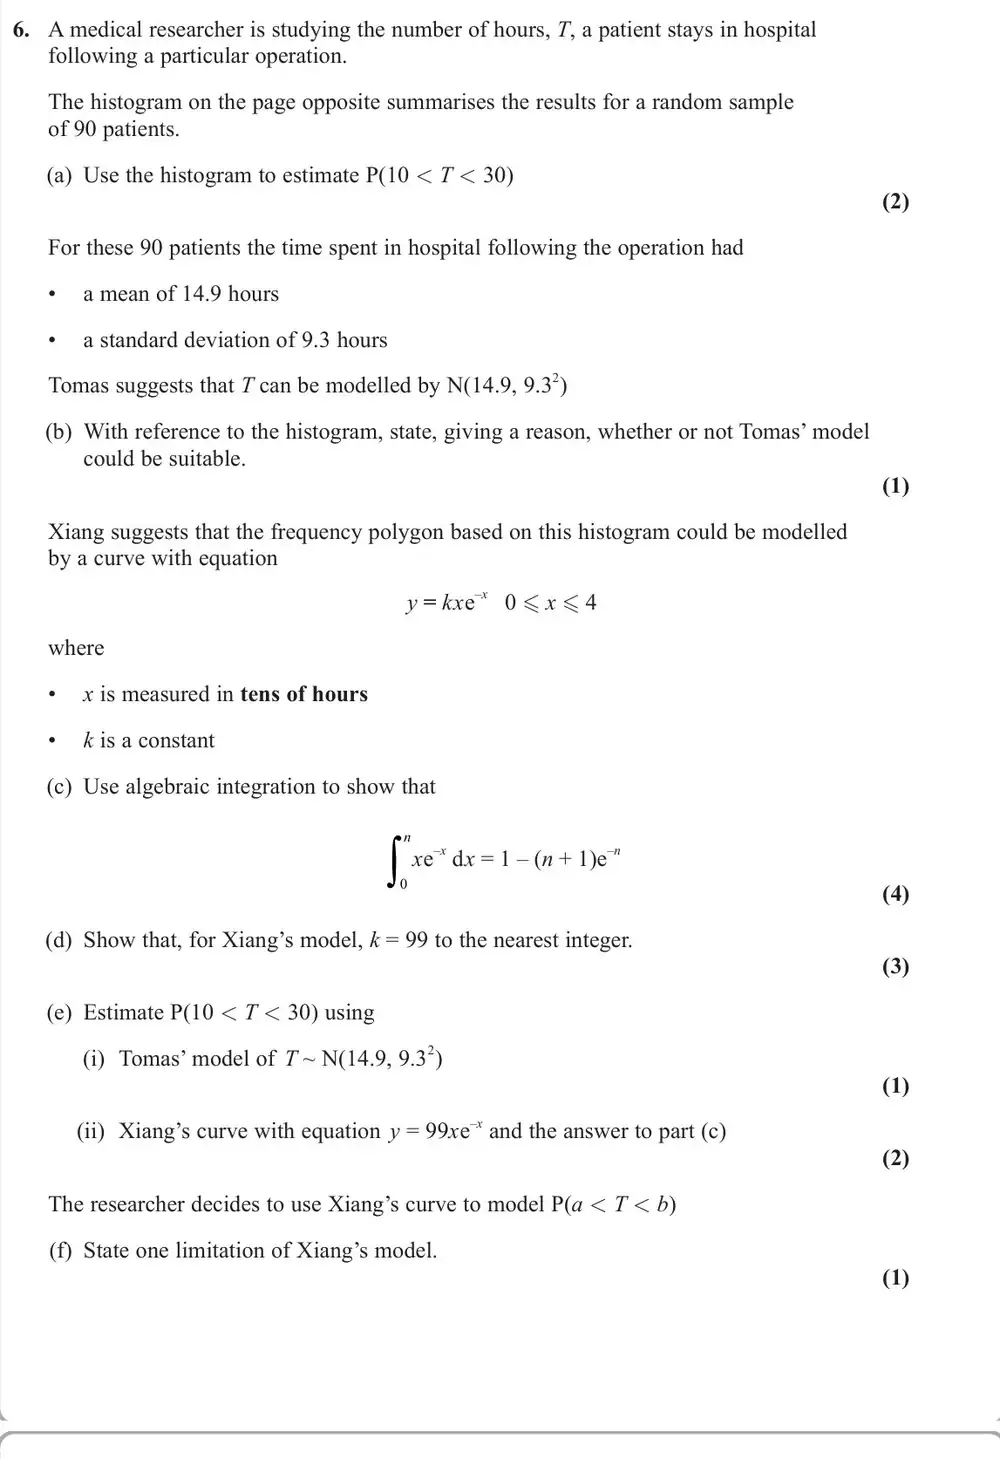 6. A medical researcher is studying the number of hours, T, a patient stays in hospital
following a particular operation.
The histogram on the page opposite summarises the results for a random sample
of 90 patients.
(a) Use the histogram to estimate P(10 < T < 30)
(2)
For these 90 patients the time spent in hospital following the operation had
• a mean of 14.9 hours
• a standard deviation of 9.3 hours
Tomas suggests that T can be modelled by N(14.9, 9.3²)
(b) With reference to the histogram, state, giving a reason, whether or not Tomas’ model
could be suitable.
(1)
Xiang suggests that the frequency polygon based on this histogram could be modelled
by a curve with equation
y = kxe⁻ˣ 0 ⩽ x ⩽ 4
where
• x is measured in tens of hours
• k is a constant
(c) Use algebraic integration to show that
∫₀ⁿ xe⁻ˣ dx = 1 – (n + 1)e⁻ⁿ
(4)
(d) Show that, for Xiang’s model, k = 99 to the nearest integer.
(3)
(e) Estimate P(10 < T < 30) using
(i) Tomas’ model of T ~ N(14.9, 9.3²)
(1)
(ii) Xiang’s curve with equation y = 99xe⁻ˣ and the answer to part (c)
(2)
The researcher decides to use Xiang’s curve to model P(a < T < b)
(f) State one limitation of Xiang’s model.
(1)